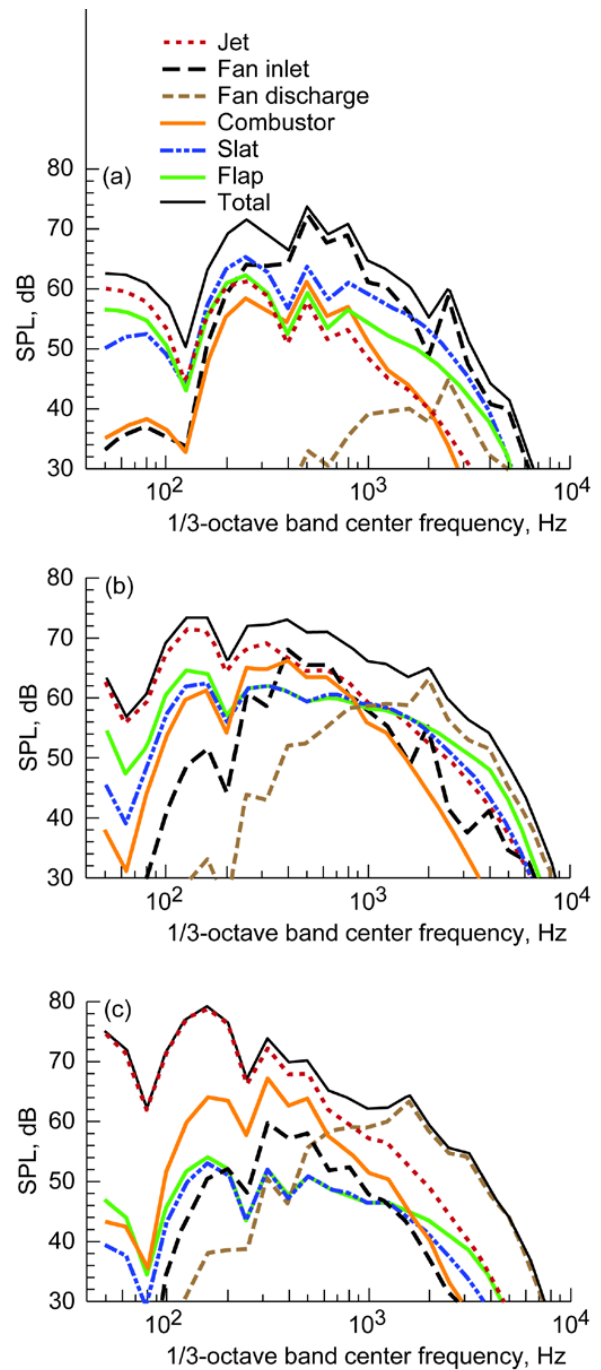 Jet
Fan inlet
Fan discharge
Combustor
Slat
Flap
Total
80
(a)
70
60
50
40
30
SPL, dB
10²
10³
10⁴
1/3-octave band center frequency, Hz
80
(b)
70
60
50
40
30
SPL, dB
10²
10³
10⁴
1/3-octave band center frequency, Hz
80
(c)
70
60
50
40
30
SPL, dB
10²
10³
10⁴
1/3-octave band center frequency, Hz